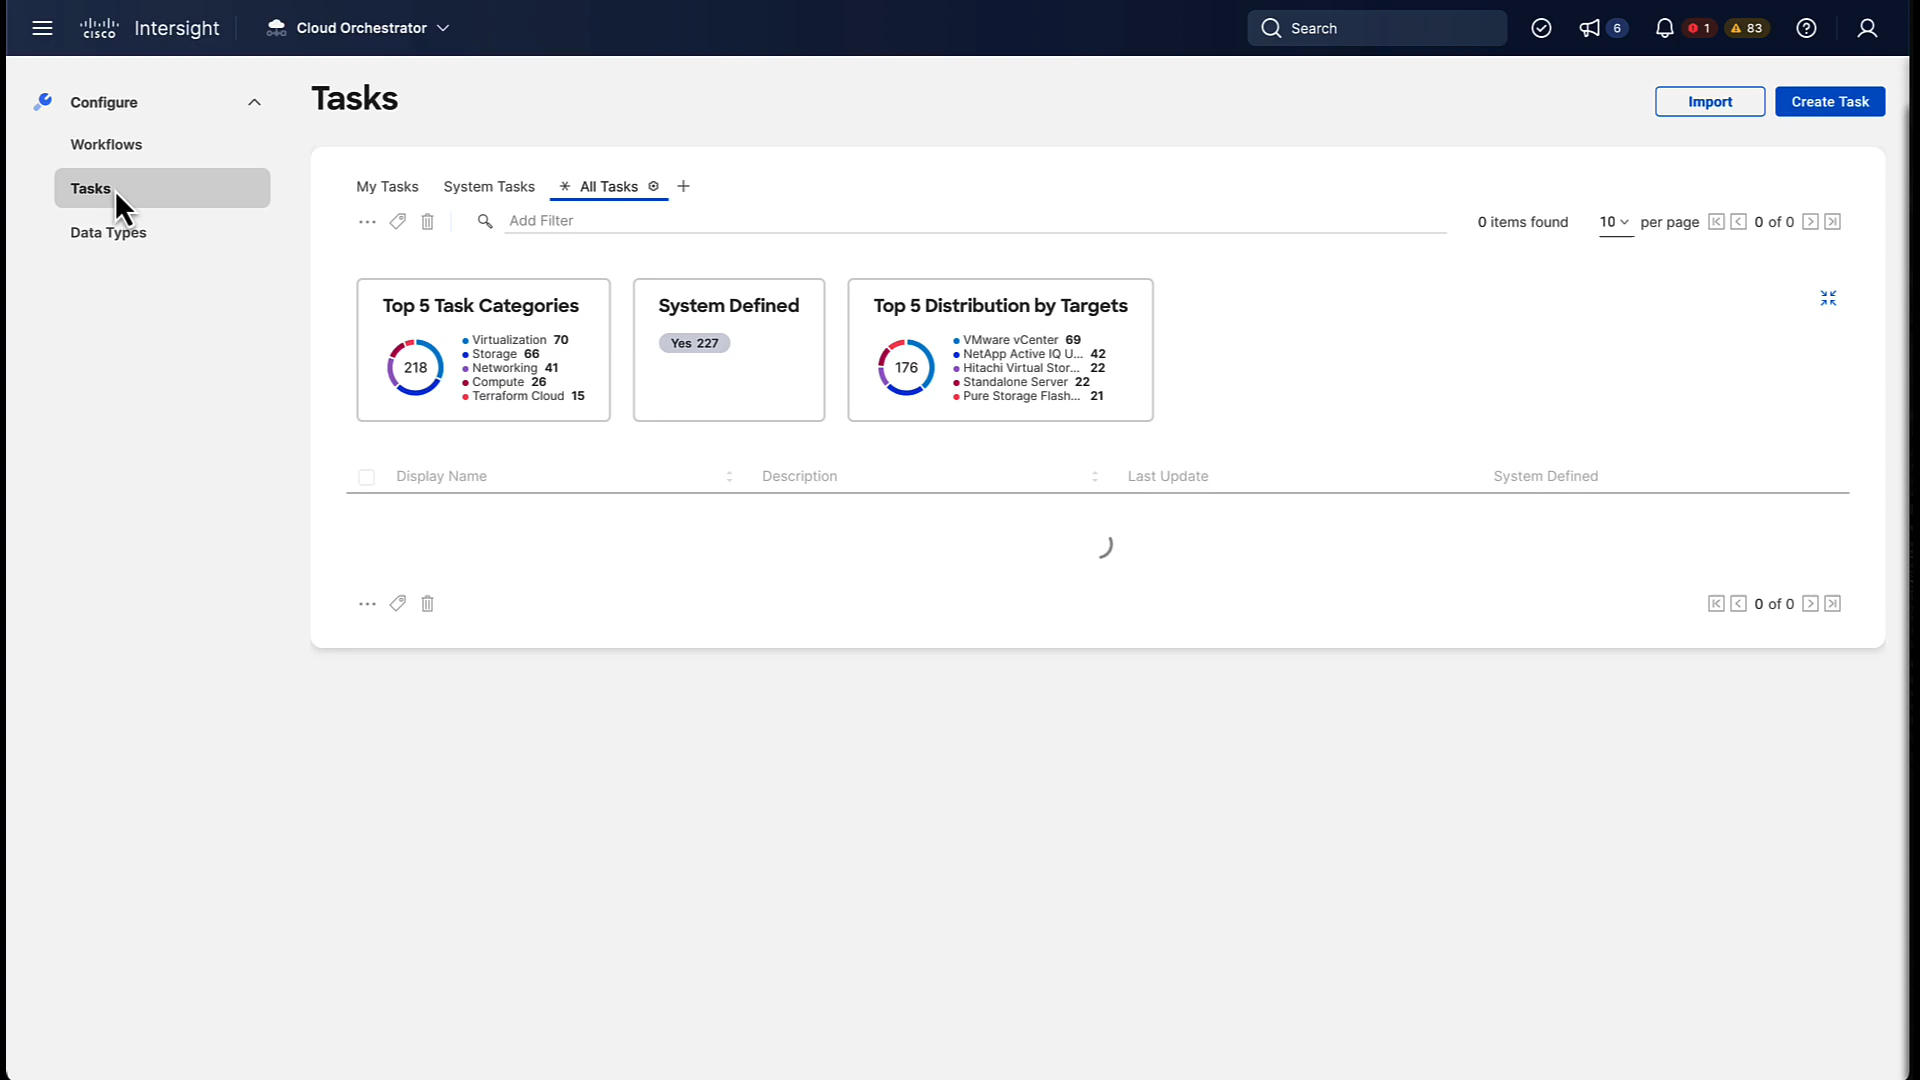 cisco Intersight Cloud Orchestrator Search 6 1 83
Configure
Workflows
Tasks
Data Types
Tasks
Import Create Task
My Tasks System Tasks All Tasks
Add Filter 0 items found 10 per page 0 of 0
Top 5 Task Categories
218
Virtualization 70
Storage 66
Networking 41
Compute 26
Terraform Cloud 15
System Defined
Yes 227
Top 5 Distribution by Targets
176
VMware vCenter 69
NetApp Active IQ U... 42
Hitachi Virtual Stor... 22
Standalone Server 22
Pure Storage Flash... 21
Display Name Description Last Update System Defined
0 of 0